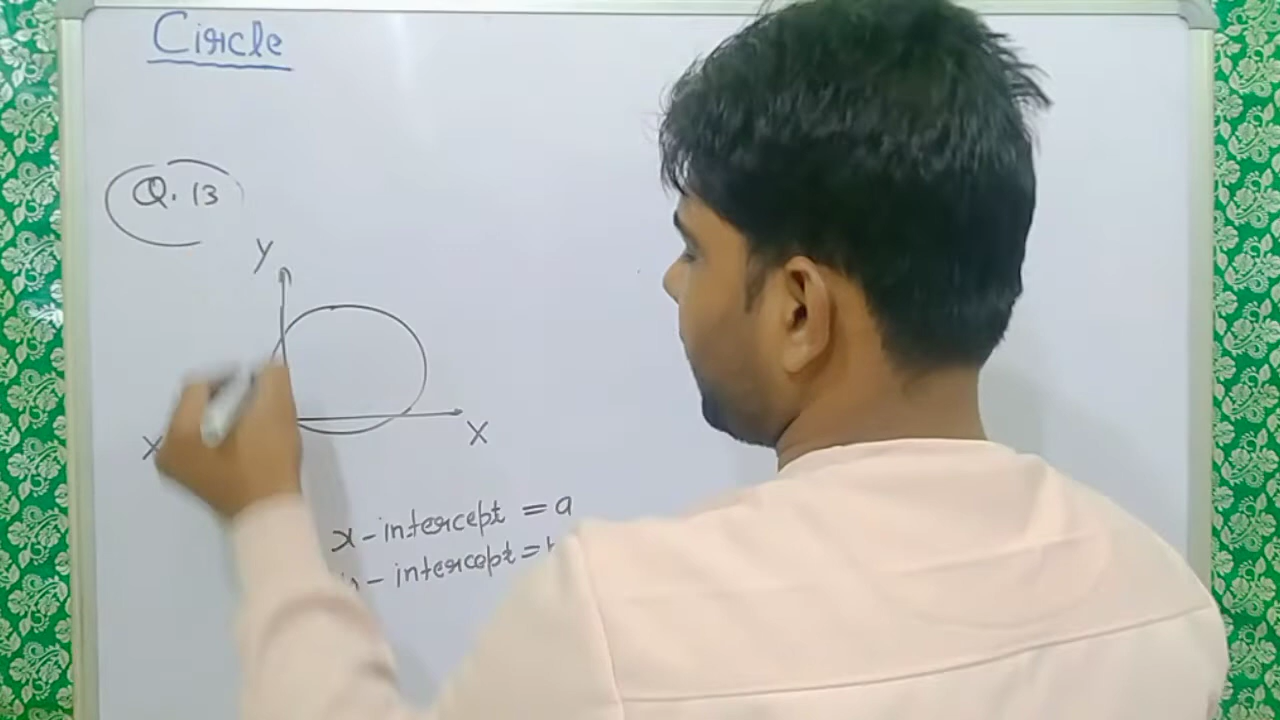 Circle
Q. 13
Y
X
X
x-intercept = a
- intercept =